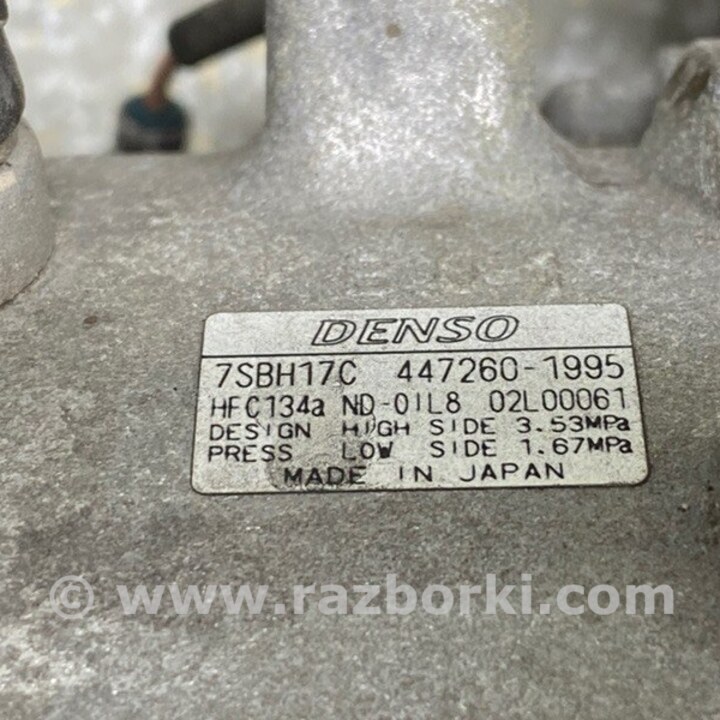 DENSO
7SBH17C 447260-1995
HFC134a ND-OIL8 02L00061
DESIGN HIGH SIDE 3.53MPa
PRESS LOW SIDE 1.67MPa
MADE IN JAPAN
© www.razborki.com